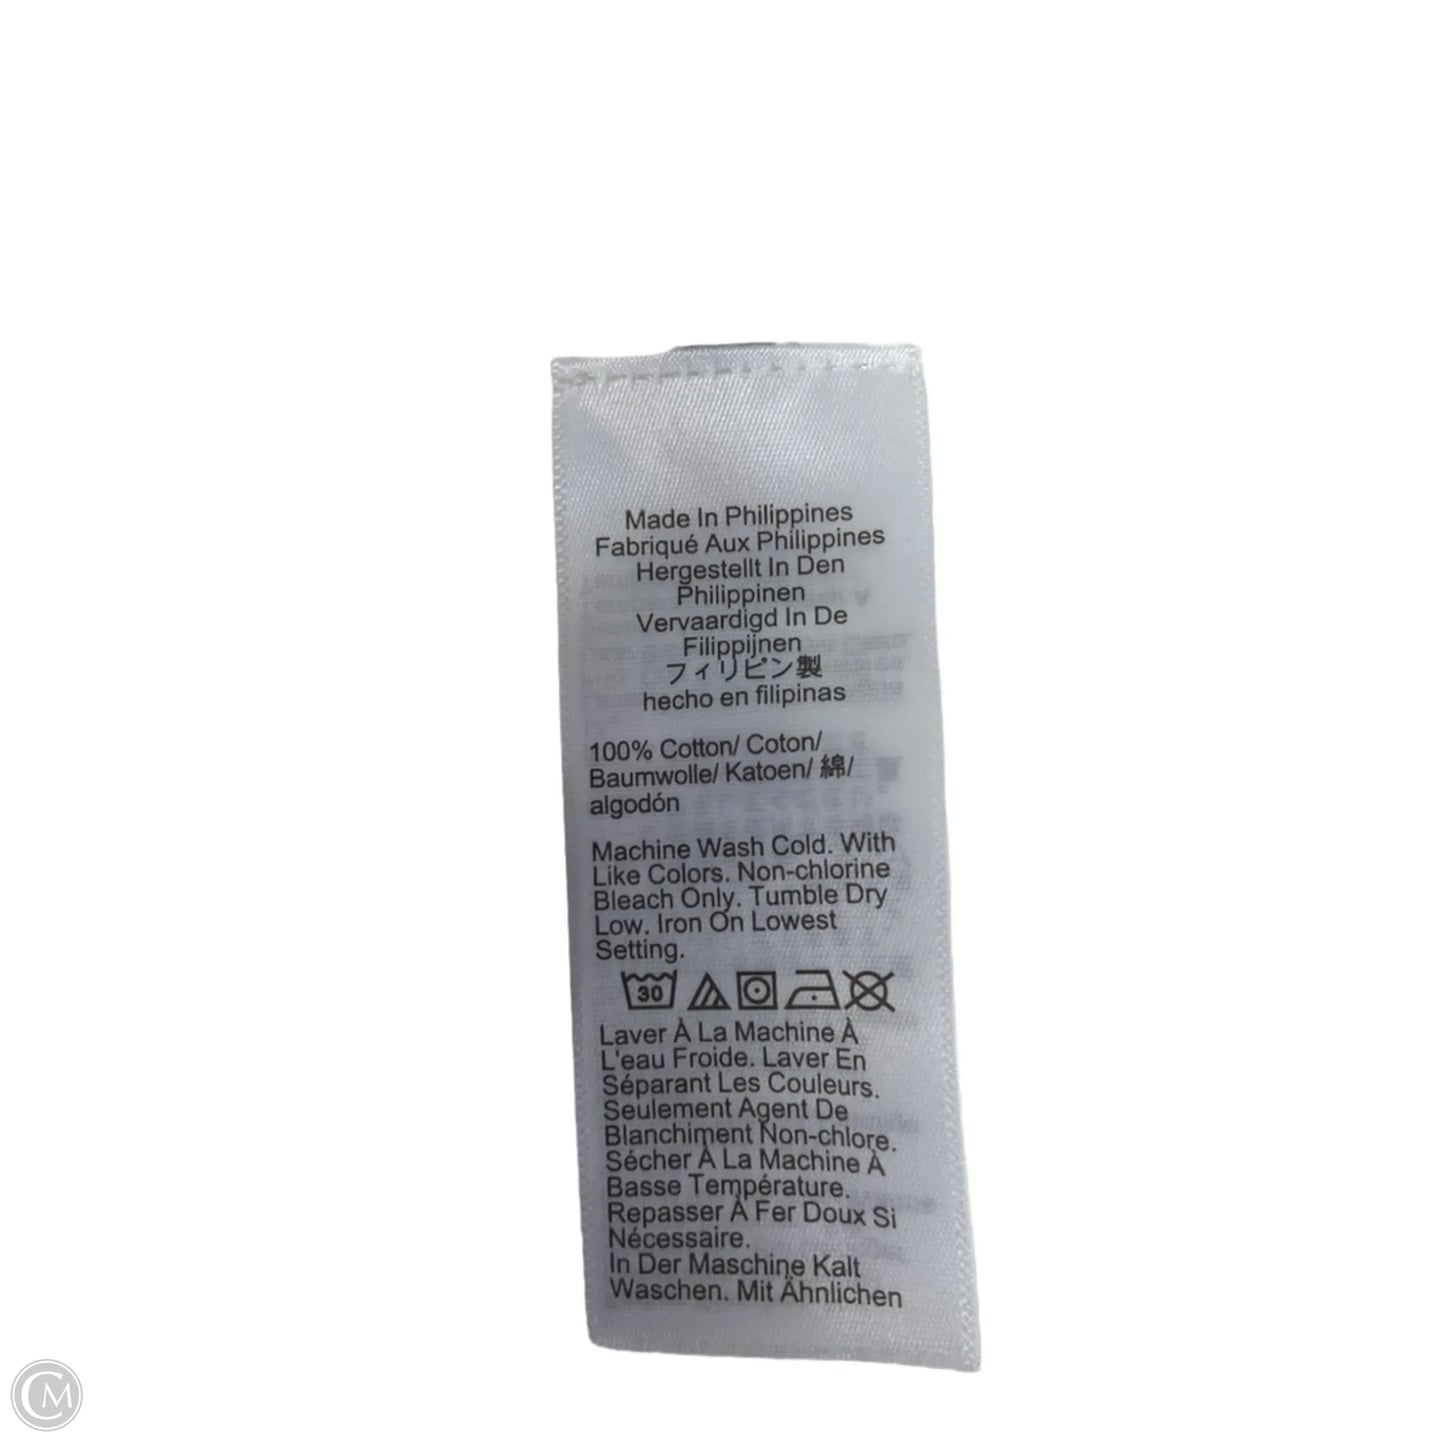 Made In Philippines
Fabriqué Aux Philippines
Hergestellt In Den
Philippinen
Vervaardigd In De
Filippijnen
フィリピン製
hecho en filipinas
100% Cotton/ Coton/
Baumwolle/ Katoen/ 綿/
algodón
Machine Wash Cold. With
Like Colors. Non-chlorine
Bleach Only. Tumble Dry
Low. Iron On Lowest
Setting.
30
Laver À La Machine À
L'eau Froide. Laver En
Séparant Les Couleurs.
Seulement Agent De
Blanchiment Non-chlore.
Sécher À La Machine À
Basse Température.
Repasser À Fer Doux Si
Nécessaire.
In Der Maschine Kalt
Waschen. Mit Ähnlichen
CM